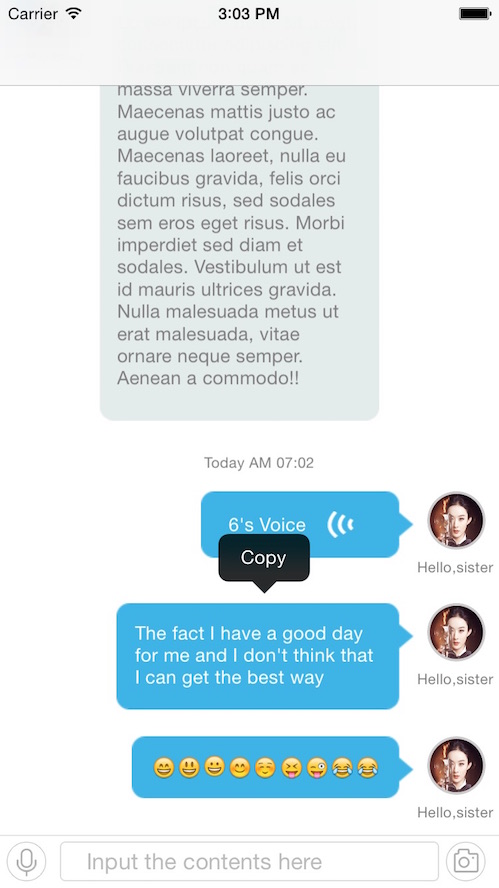 Carrier 3:03 PM
massa viverra semper.
Maecenas mattis justo ac
augue volutpat congue.
Maecenas laoreet, nulla eu
faucibus gravida, felis orci
dictum risus, sed sodales
sem eros eget risus. Morbi
imperdiet sed diam et
sodales. Vestibulum ut est
id mauris ultrices gravida.
Nulla malesuada metus ut
erat malesuada, vitae
ornare neque semper.
Aenean a commodo!!
Today AM 07:02
6's Voice
Hello,sister
Copy
The fact I have a good day
for me and I don't think that
I can get the best way
Hello,sister
😄😃😀😊☺️😝😜😂😂
Hello,sister
Input the contents here